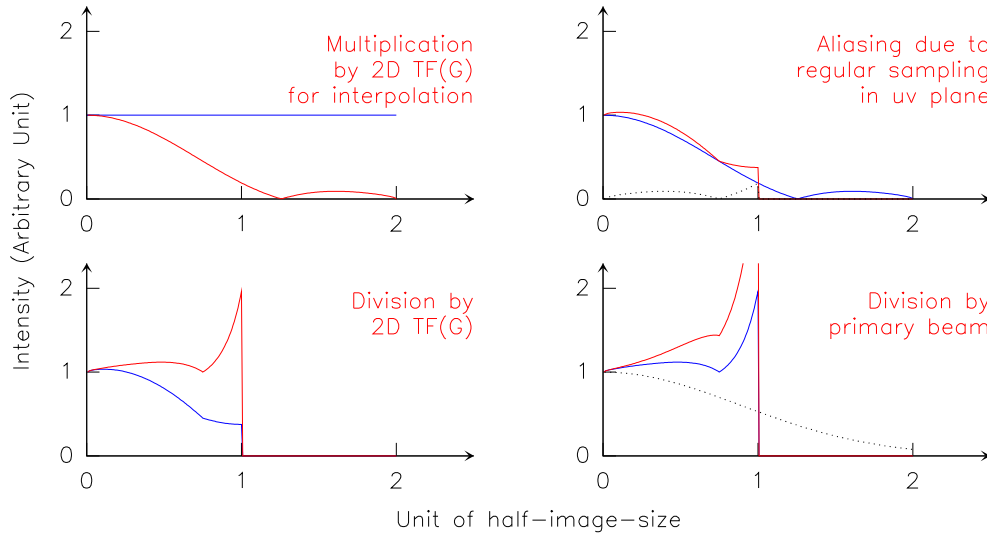 2
Multiplication
by 2D TF(G)
for interpolation
1
0
0
1
2
2
Aliasing due to
regular sampling
in uv plane
1
0
0
1
2
Intensity (Arbitrary Unit)
2
Division by
2D TF(G)
1
0
0
1
2
2
Division by
primary beam
1
0
0
1
2
Unit of half-image-size